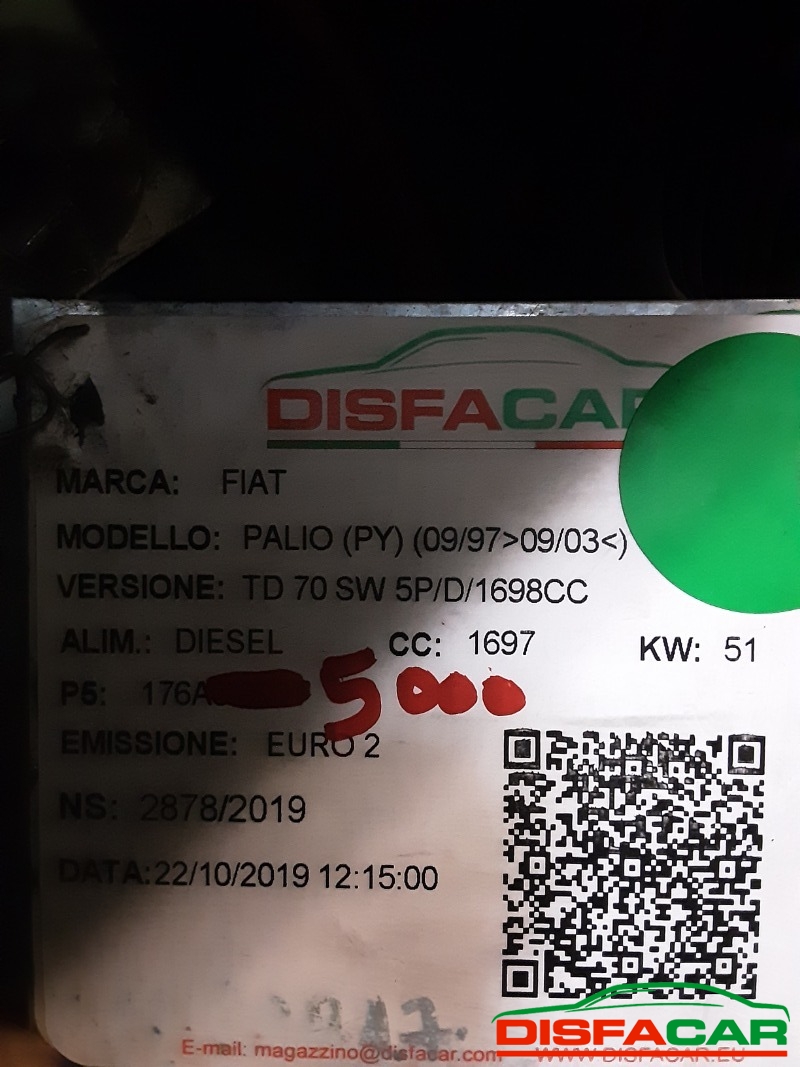 DISFACAR
MARCA: FIAT
MODELLO: PALIO (PY) (09/97>09/03<)
VERSIONE: TD 70 SW 5P/D/1698CC
ALIM.: DIESEL CC: 1697 KW: 51
P5: 176A 5000
EMISSIONE: EURO 2
NS: 2878/2019
DATA:22/10/2019 12:15:00
DISFACAR
E-mail: magazzino@disfacar.com WWW.DISFACAR.EU